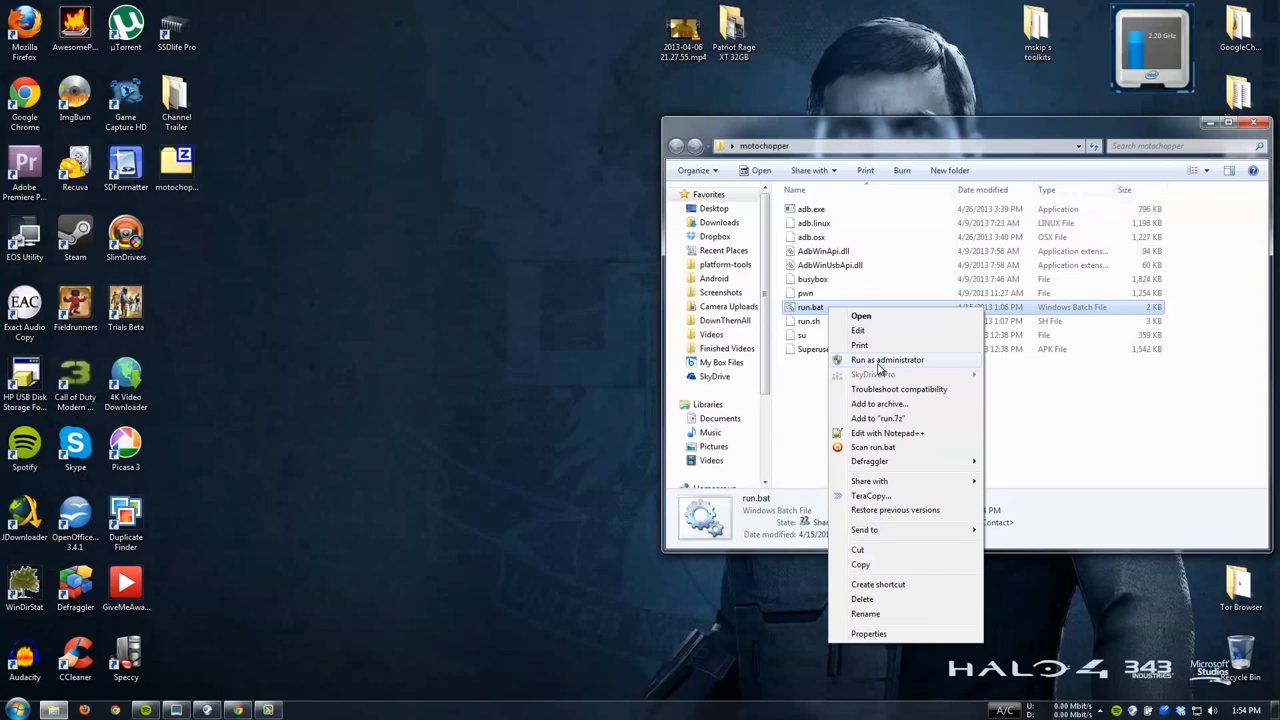 Mozilla Firefox
AwesomeP...
µTorrent
SSDlife Pro
Google Chrome
ImgBurn
Game Capture HD
Channel Trailer
Adobe Premiere P...
Recuva
SDFormatter
motochop...
SCOS Utility
Steam
SlimDrivers
Exact Audio Copy
Fieldrunners
Trials Beta
HP USB Disk Storage Fo...
Call of Duty Modern ...
4K Video Downloader
Spotify
Skype
Picasa 3
JDownloader
OpenOffice... 3.4.1
Duplicate Finder
WinDirStat
Defraggler
GiveMeAwa...
Audacity
CCleaner
Speccy
2013-04-06 21.27.55.mp4
Patriot Rage XT 32GB
mskip's toolkits
2.20 GHz
intel
GoogleCh...
motochopper
Search motochopper
Organize
Open
Share with
Print
Burn
New folder
Name
Date modified
Type
Size
Favorites
Desktop
Downloads
Dropbox
Recent Places
platform-tools
Android
Screenshots
Camera Uploads
DownThemAll
Videos
Finished Videos
My Box Files
SkyDrive
Libraries
Documents
Music
Pictures
Videos
adb.exe 4/26/2013 3:39 PM Application 796 KB
adb.linux 4/9/2013 7:23 AM LINUX File 1,198 KB
adb.osx 4/26/2013 3:40 PM OSX File 1,227 KB
AdbWinApi.dll 4/9/2013 7:58 AM Application extens... 94 KB
AdbWinUsbApi.dll 4/9/2013 7:58 AM Application extens... 60 KB
busybox 4/9/2013 7:46 AM File 1,824 KB
pwn 4/9/2013 11:27 AM File 1,254 KB
run.bat 4/15/2013 1:06 PM Windows Batch File 2 KB
run.sh 1:07 PM SH File 3 KB
su 12:38 PM File 359 KB
Superuse 12:38 PM APK File 1,542 KB
Open
Edit
Print
Run as administrator
SkyDrive Pro
Troubleshoot compatibility
Add to archive...
Add to "run.7z"
Edit with Notepad++
Scan run.bat
Defraggler
Share with
TeraCopy...
Restore previous versions
Send to
Cut
Copy
Create shortcut
Delete
Rename
Properties
run.bat
Windows Batch File
State: Shar
Date modified: 4/15/201
4 PM
Contact>
Tor Browser
Recycle Bin
HALO 4
343 INDUSTRIES
Microsoft Studios
A/C
U: 0.00 Mbit/s
D: 0.00 Mbit/s
1:54 PM